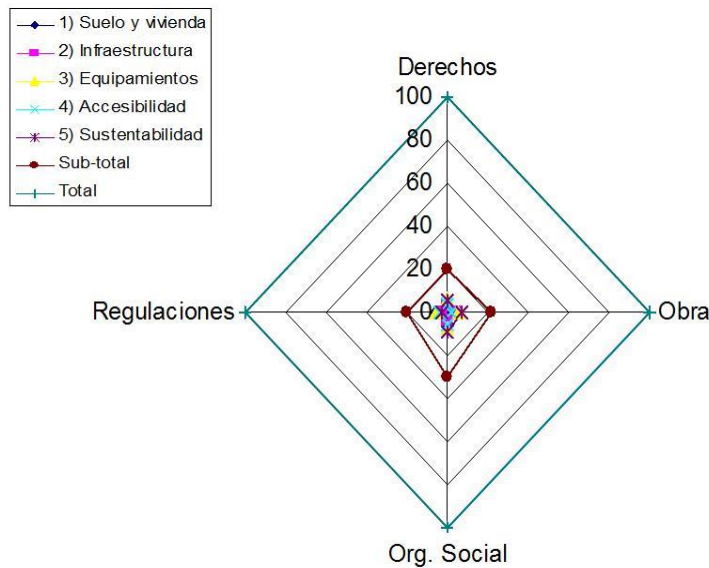 1) Suelo y vivienda
2) Infraestructura
3) Equipamientos
4) Accesibilidad
5) Sustentabilidad
Sub-total
Total
Derechos
100
80
60
40
20
0
Regulaciones
Obra
Org. Social